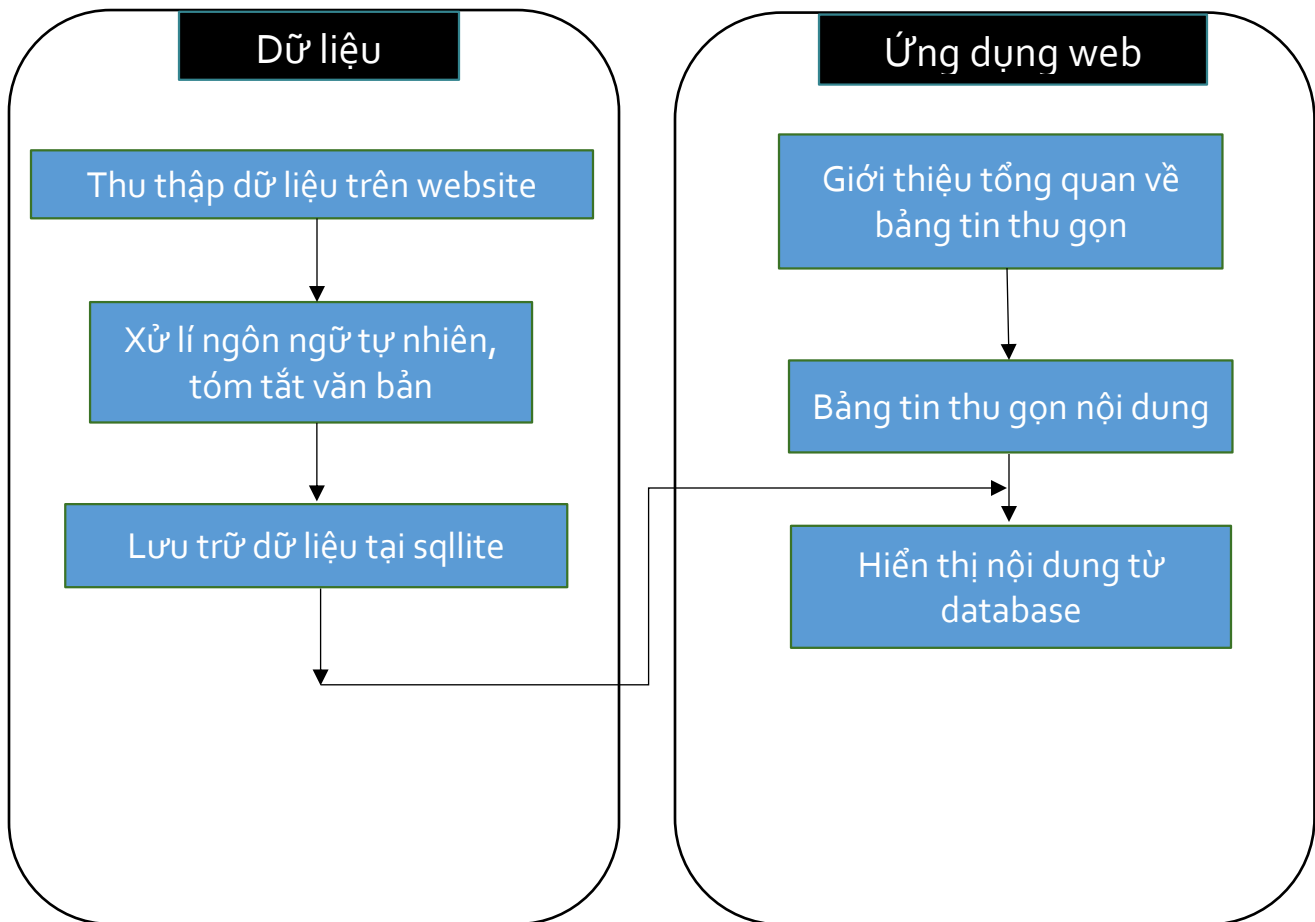 Dữ liệu
Thu thập dữ liệu trên website
Xử lí ngôn ngữ tự nhiên,
tóm tắt văn bản
Lưu trữ dữ liệu tại sqllite
Ứng dụng web
Giới thiệu tổng quan về
bảng tin thu gọn
Bảng tin thu gọn nội dung
Hiển thị nội dung từ
database